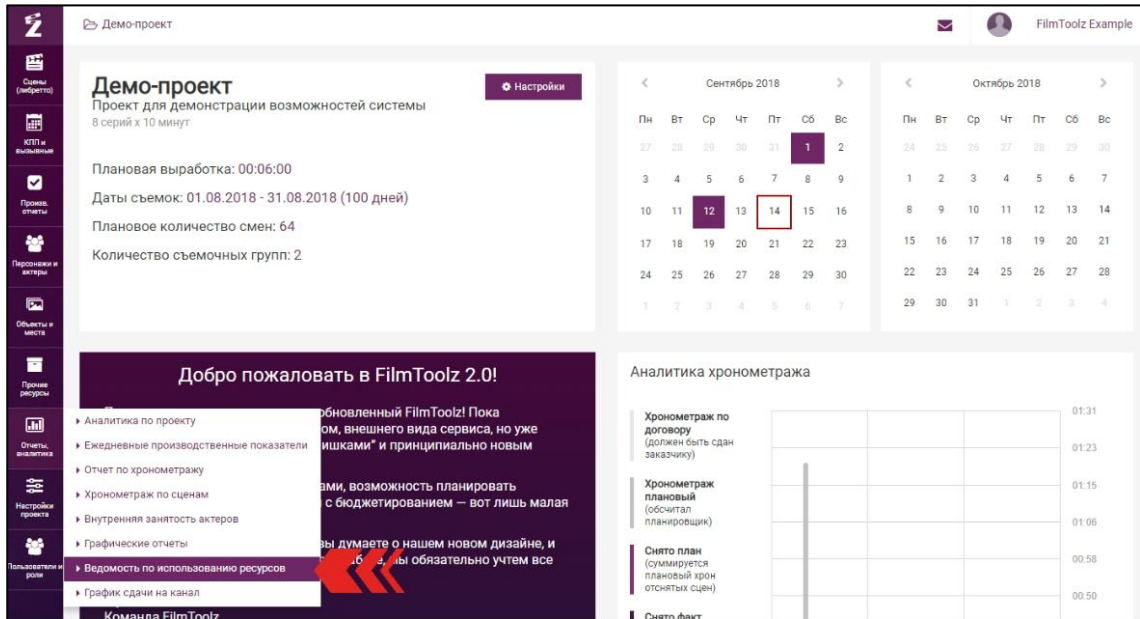 Демо-проект
FilmToolz Example
Сцены
(либретто)
КПП и
вызывные
Произв.
отчеты
Персонажи и
актеры
Объекты и
места
Прочие
ресурсы
Отчеты,
аналитика
Настройки
проекта
Пользователи и
роли
Демо-проект
Настройки
Проект для демонстрации возможностей системы
8 серий x 10 минут
Плановая выработка: 00:06:00
Даты съемок: 01.08.2018 - 31.08.2018 (100 дней)
Плановое количество смен: 64
Количество съемочных групп: 2
Сентябрь 2018
Пн Вт Ср Чт Пт Сб Вс
27 28 29 30 31 1 2
3 4 5 6 7 8 9
10 11 12 13 14 15 16
17 18 19 20 21 22 23
24 25 26 27 28 29 30
1 2 3 4 5 6 7
Октябрь 2018
Пн Вт Ср Чт Пт Сб Вс
24 25 26 27 28 29 30
1 2 3 4 5 6 7
8 9 10 11 12 13 14
15 16 17 18 19 20 21
22 23 24 25 26 27 28
29 30 31 1 2 3 4
Добро пожаловать в FilmToolz 2.0!
обновленный FilmToolz! Пока
ом, внешнего вида сервиса, но уже
ишками" и принципиально новым
ами, возможность планировать
с бюджетированием — вот лишь малая
вы думаете о нашем новом дизайне, и
мы обязательно учтем все
Команда FilmToolz
Аналитика по проекту
Ежедневные производственные показатели
Отчет по хронометражу
Хронометраж по сценам
Внутренняя занятость актеров
Графические отчеты
Ведомость по использованию ресурсов
График сдачи на канал
Аналитика хронометража
Хронометраж по
договору
(должен быть сдан
заказчику)
Хронометраж
плановый
(обсчитал
планировщик)
Снято план
(суммируется
плановый хрон
отснятых сцен)
Снято факт
01:31
01:23
01:15
01:06
00:58
00:50